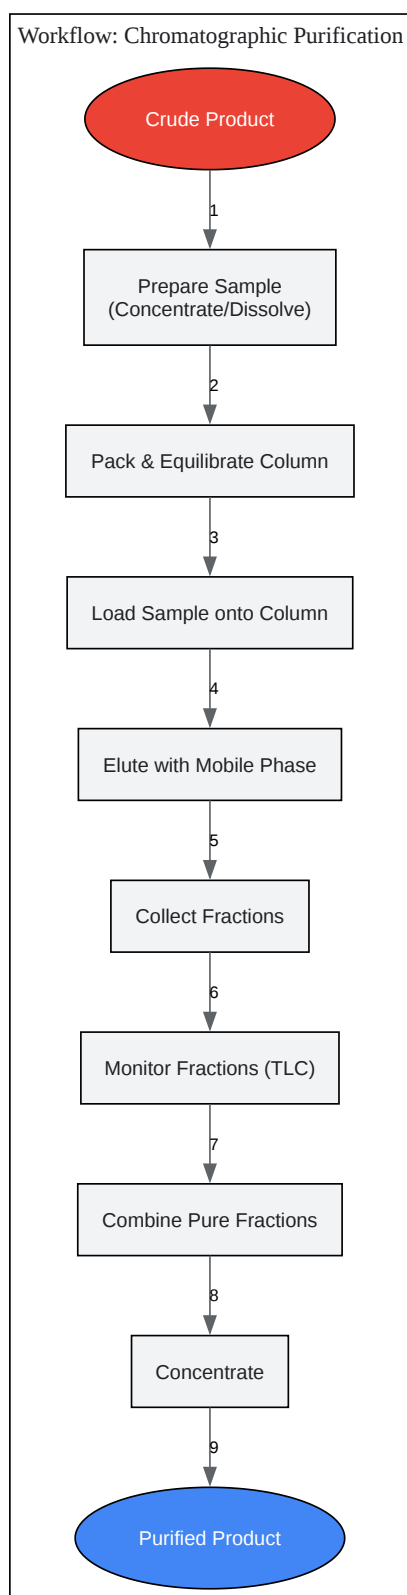 Workflow: Chromatographic Purification
Crude Product
1
Prepare Sample
(Concentrate/Dissolve)
2
Pack & Equilibrate Column
3
Load Sample onto Column
4
Elute with Mobile Phase
5
Collect Fractions
6
Monitor Fractions (TLC)
7
Combine Pure Fractions
8
Concentrate
9
Purified Product